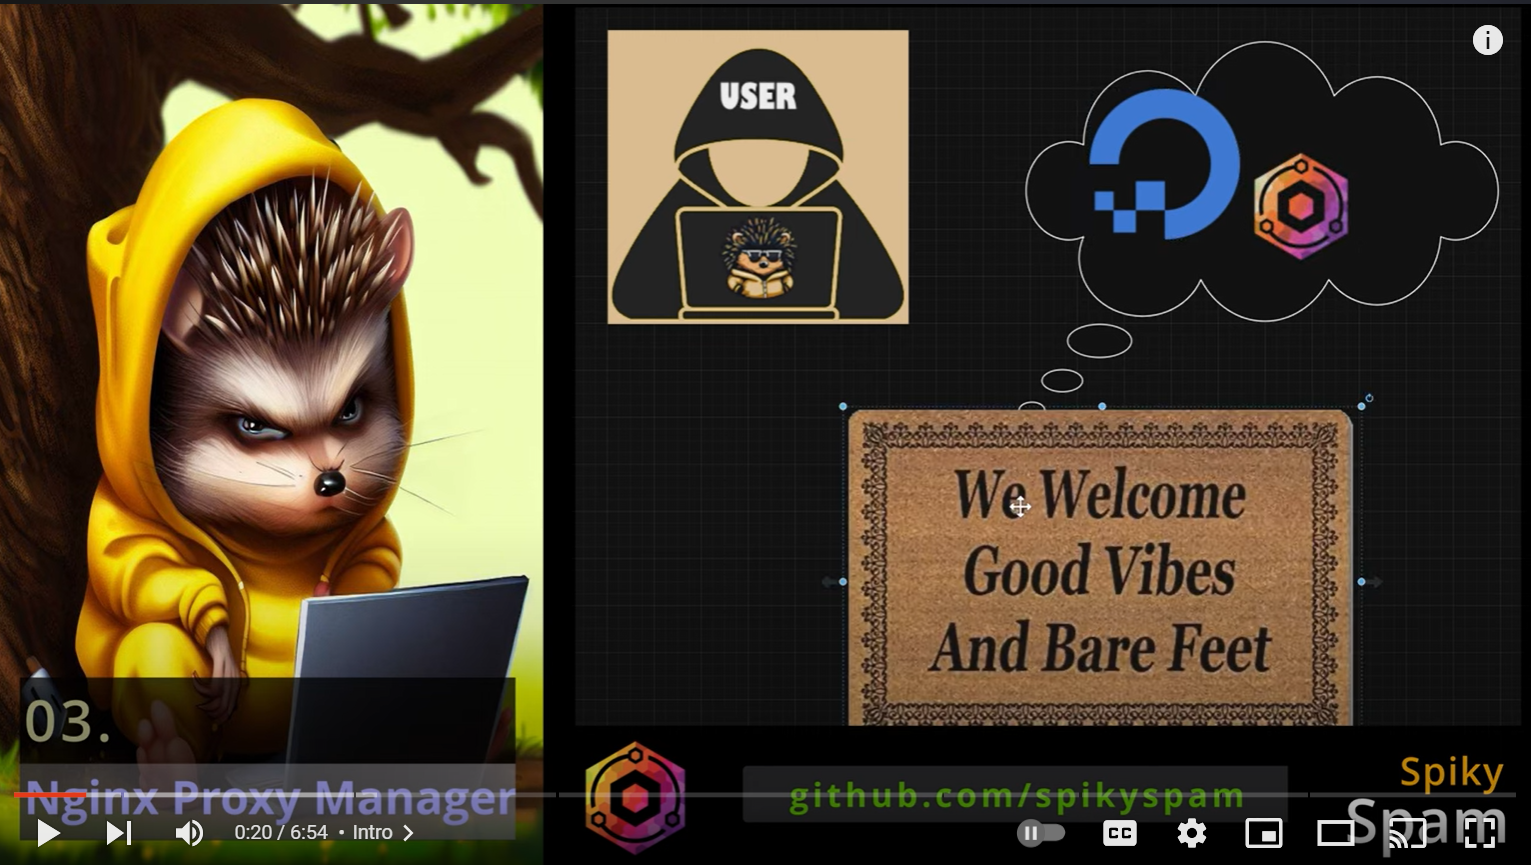 USER
We Welcome
Good Vibes
And Bare Feet
03.
Nginx Proxy Manager
github.com/spikyspam
Spiky
Spam
0:20 / 6:54 • Intro
CC